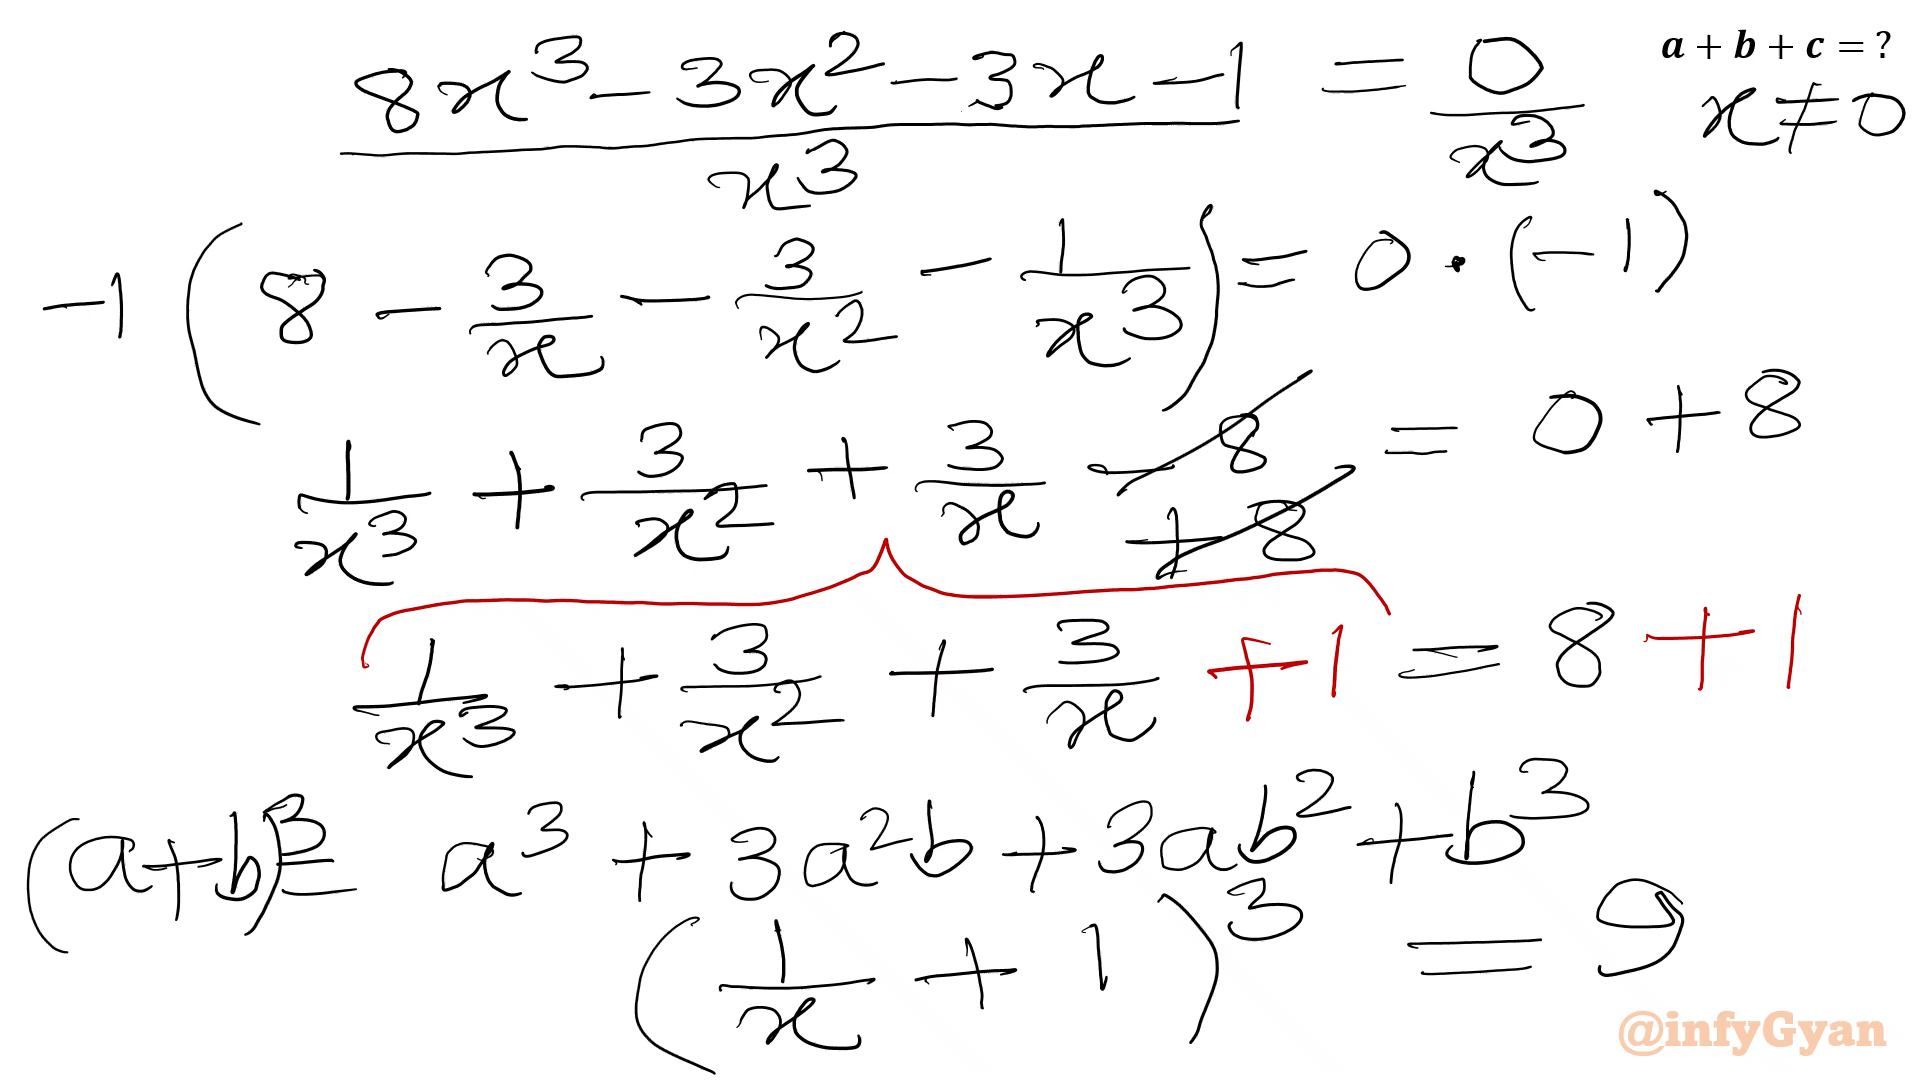 (8x³ − 3x² − 3x − 1)/x³ = 0/x³
a + b + c = ?
x ≠ 0
−1 (8 − 3/x − 3/x² − 1/x³) = 0 · (−1)
1/x³ + 3/x² + 3/x − 8 + 8 = 0 + 8
1/x³ + 3/x² + 3/x + 1 = 8 + 1
(a+b)³ = a³ + 3a²b + 3ab² + b³
(1/x + 1)³ = 9
@infyGyan